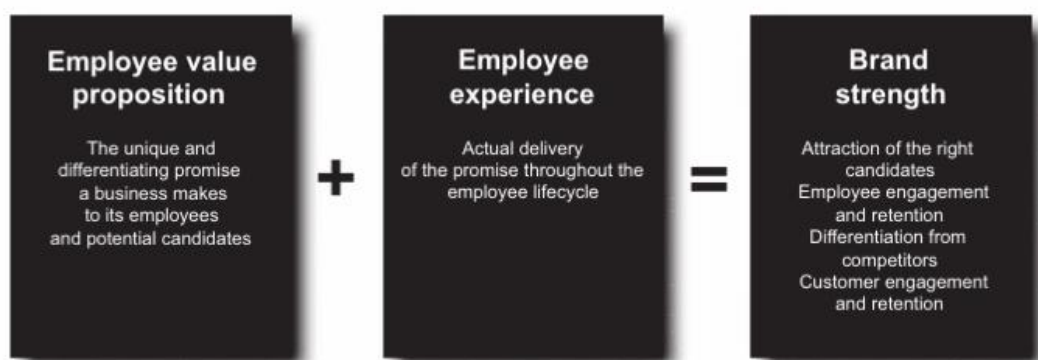 Employee value
proposition
The unique and
differentiating promise
a business makes
to its employees
and potential candidates
+
Employee
experience
Actual delivery
of the promise throughout the
employee lifecycle
=
Brand
strength
Attraction of the right
candidates
Employee engagement
and retention
Differentiation from
competitors
Customer engagement
and retention